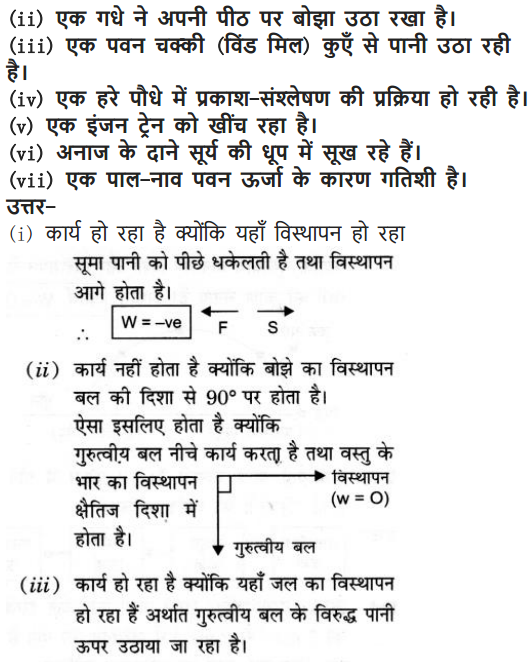 (ii) एक गधे ने अपनी पीठ पर बोझा उठा रखा है।
(iii) एक पवन चक्की (विंड मिल) कुएँ से पानी उठा रही
है।
(iv) एक हरे पौधे में प्रकाश-संश्लेषण की प्रक्रिया हो रही है।
(v) एक इंजन ट्रेन को खींच रहा है।
(vi) अनाज के दाने सूर्य की धूप में सूख रहे हैं।
(vii) एक पाल-नाव पवन ऊर्जा के कारण गतिशी है।
उत्तर-
(i) कार्य हो रहा है क्योंकि यहाँ विस्थापन हो रहा
सूमा पानी को पीछे धकेलती है तथा विस्थापन
आगे होता है।
∴ W = –ve F S
(ii) कार्य नहीं होता है क्योंकि बोझे का विस्थापन
बल की दिशा से 90° पर होता है।
ऐसा इसलिए होता है क्योंकि
गुरुत्वीय बल नीचे कार्य करता है तथा वस्तु के
भार का विस्थापन विस्थापन
क्षैतिज दिशा में (w = O)
होता है। गुरुत्वीय बल
(iii) कार्य हो रहा है क्योंकि यहाँ जल का विस्थापन
हो रहा हैं अर्थात गुरुत्वीय बल के विरुद्ध पानी
ऊपर उठाया जा रहा है।